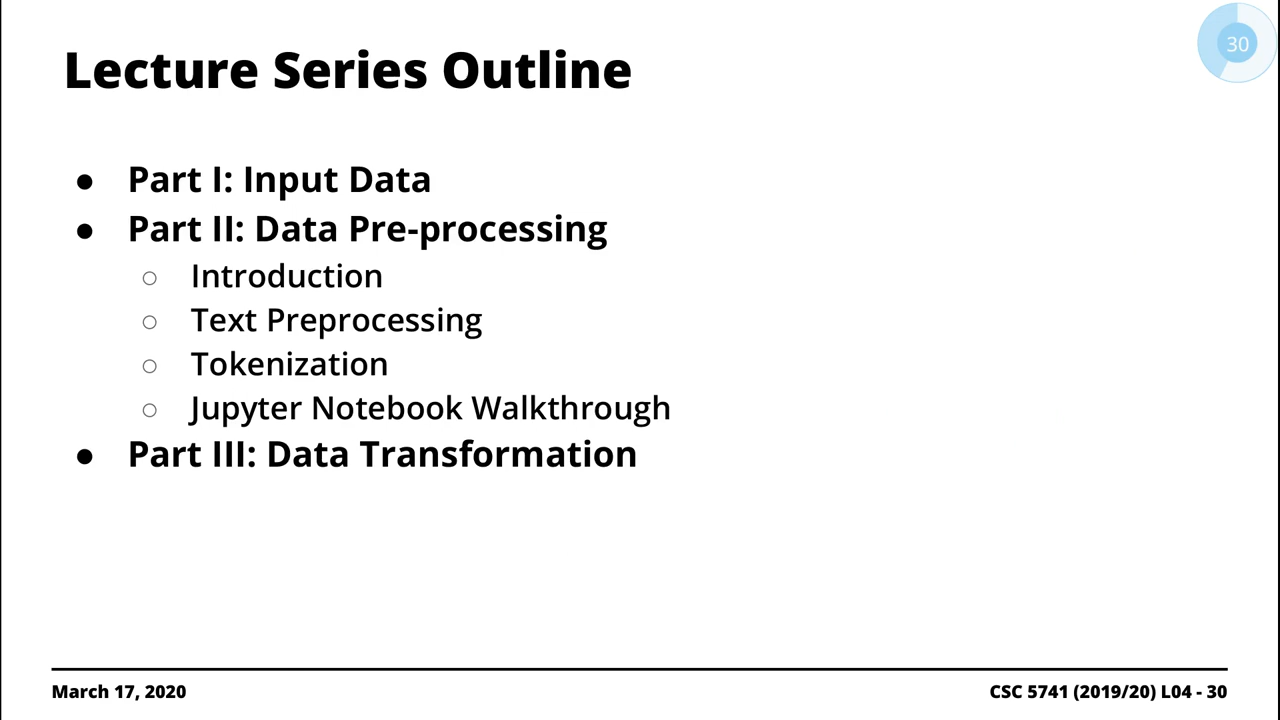 30
Lecture Series Outline
● Part I: Input Data
● Part II: Data Pre-processing
○ Introduction
○ Text Preprocessing
○ Tokenization
○ Jupyter Notebook Walkthrough
● Part III: Data Transformation
March 17, 2020
CSC 5741 (2019/20) L04 - 30